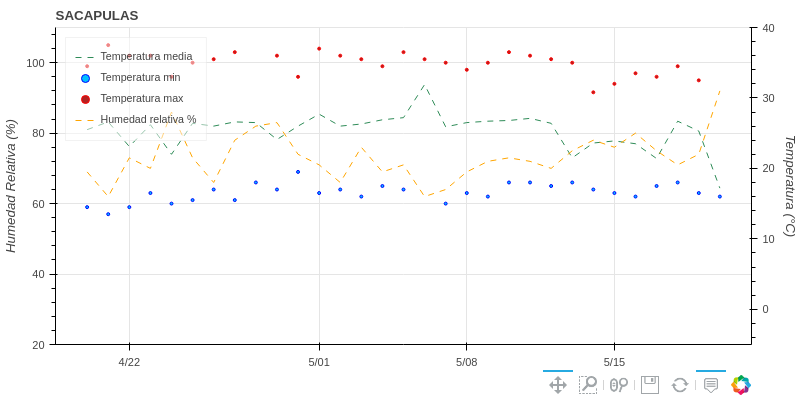 SACAPULAS
Temperatura media
Temperatura min
Temperatura max
Humedad relativa %
Humedad Relativa (%)
100
80
60
40
20
Temperatura (°C)
40
30
20
10
0
4/22
5/01
5/08
5/15